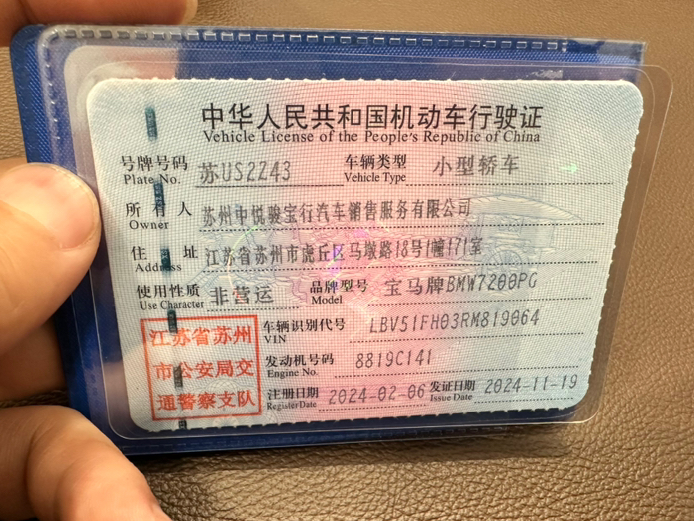 中华人民共和国机动车行驶证
Vehicle License of the People's Republic of China
号牌号码 苏US2Z43 车辆类型 小型轿车
Plate No. Vehicle Type
所有人 苏州中悦骏宝行汽车销售服务有限公司
Owner
住址 江苏省苏州市虎丘区马墩路18号1幢171室
Address
使用性质 非营运 品牌型号 宝马牌BMW7200PG
Use Character Model
江苏省苏州
市公安局交
通警察支队
车辆识别代号 LBV51FH03RM819064
VIN
发动机号码 8819C141
Engine No.
注册日期 2024-02-06 发证日期 2024-11-19
Register Date Issue Date